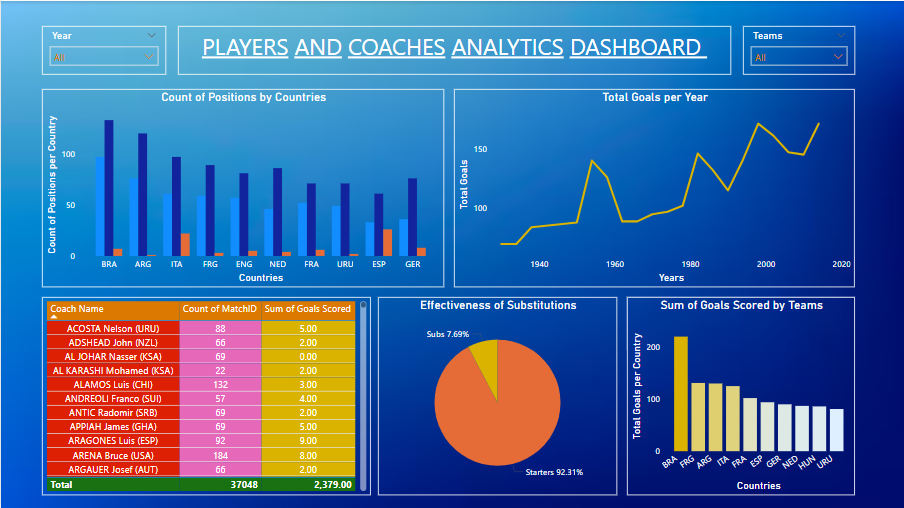 Year
All
PLAYERS AND COACHES ANALYTICS DASHBOARD
Teams
All
Count of Positions by Countries
Count of Positions per Country
100
50
0
BRA ARG ITA FRG ENG NED FRA URU ESP GER
Countries
Total Goals per Year
Total Goals
150
100
1940 1960 1980 2000 2020
Years
Coach Name Count of MatchID Sum of Goals Scored
ACOSTA Nelson (URU) 88 5.00
ADSHEAD John (NZL) 66 2.00
AL JOHAR Nasser (KSA) 69 0.00
AL KARASHI Mohamed (KSA) 22 2.00
ALAMOS Luis (CHI) 132 3.00
ANDREOLI Franco (SUI) 57 4.00
ANTIC Radomir (SRB) 69 2.00
APPIAH James (GHA) 69 5.00
ARAGONES Luis (ESP) 92 9.00
ARENA Bruce (USA) 184 8.00
ARGAUER Josef (AUT) 66 2.00
Total 37048 2,379.00
Effectiveness of Substitutions
Subs 7.69%
Starters 92.31%
Sum of Goals Scored by Teams
Total Goals per Country
200
100
0
BRA FRG ARG ITA FRA ESP GER NED HUN URU
Countries